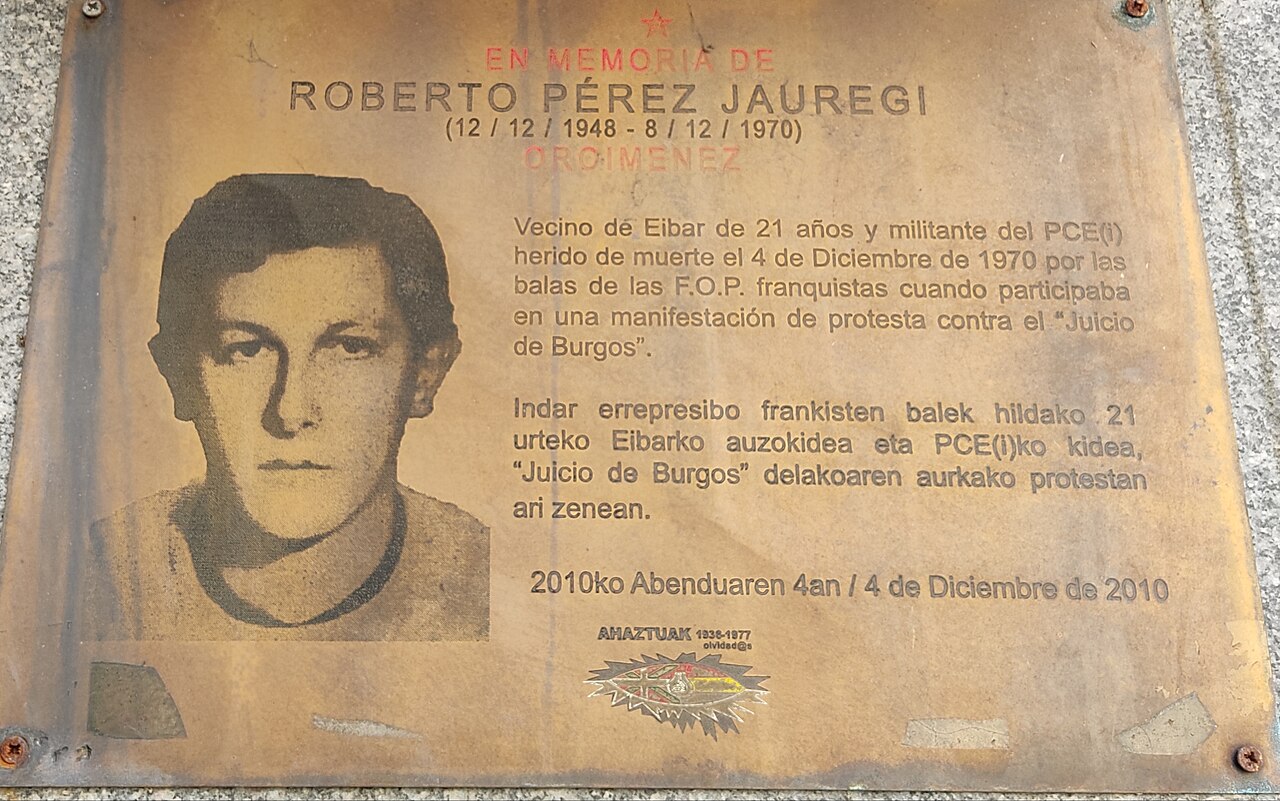 EN MEMORIA DE
ROBERTO PÉREZ JAUREGI
(12 / 12 / 1948 - 8 / 12 / 1970)
OROIMENEZ
Vecino de Eibar de 21 años y militante del PCE(i)
herido de muerte el 4 de Diciembre de 1970 por las
balas de las F.O.P. franquistas cuando participaba
en una manifestación de protesta contra el “Juicio
de Burgos”.
Indar errepresibo frankisten balek hildako 21
urteko Eibarko auzokidea eta PCE(i)ko kidea,
“Juicio de Burgos” delakoaren aurkako protestan
ari zenean.
2010ko Abenduaren 4an / 4 de Diciembre de 2010
AHAZTUAK 1936-1977
olvidad@s